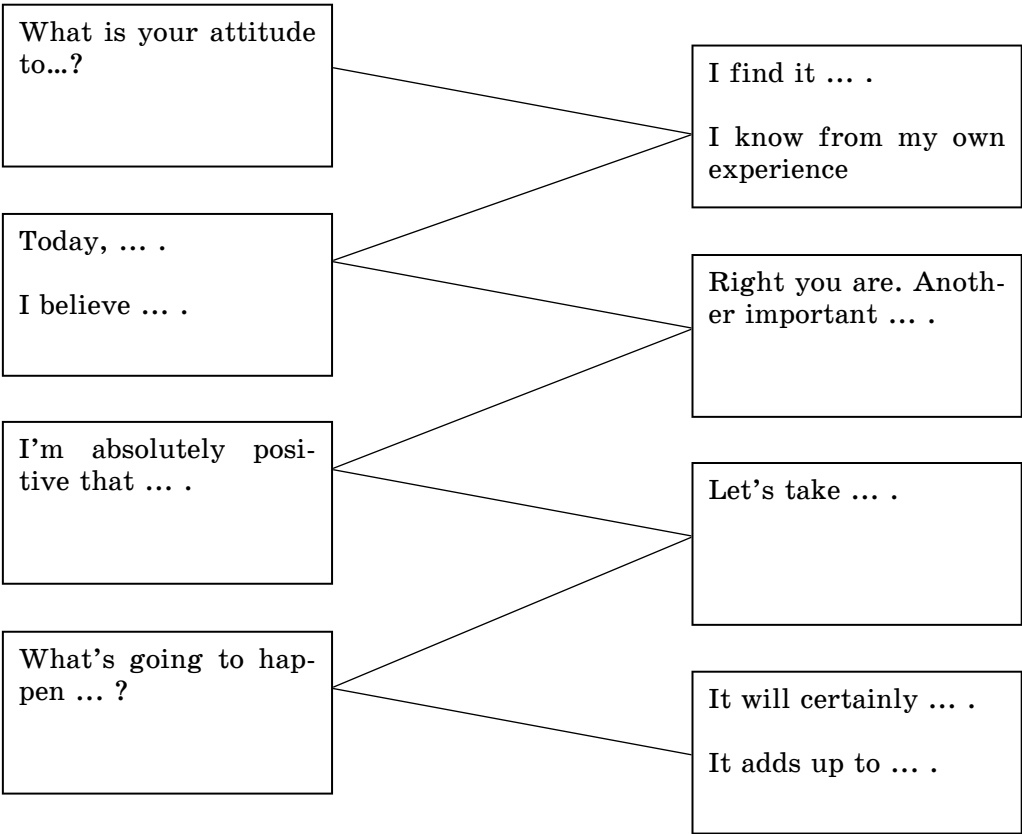 What is your attitude
to...?
I find it ... .
I know from my own
experience
Today, ... .
I believe ... .
Right you are. Anoth-
er important ... .
I'm absolutely posi-
tive that ... .
Let's take ... .
What's going to hap-
pen ... ?
It will certainly ... .
It adds up to ... .